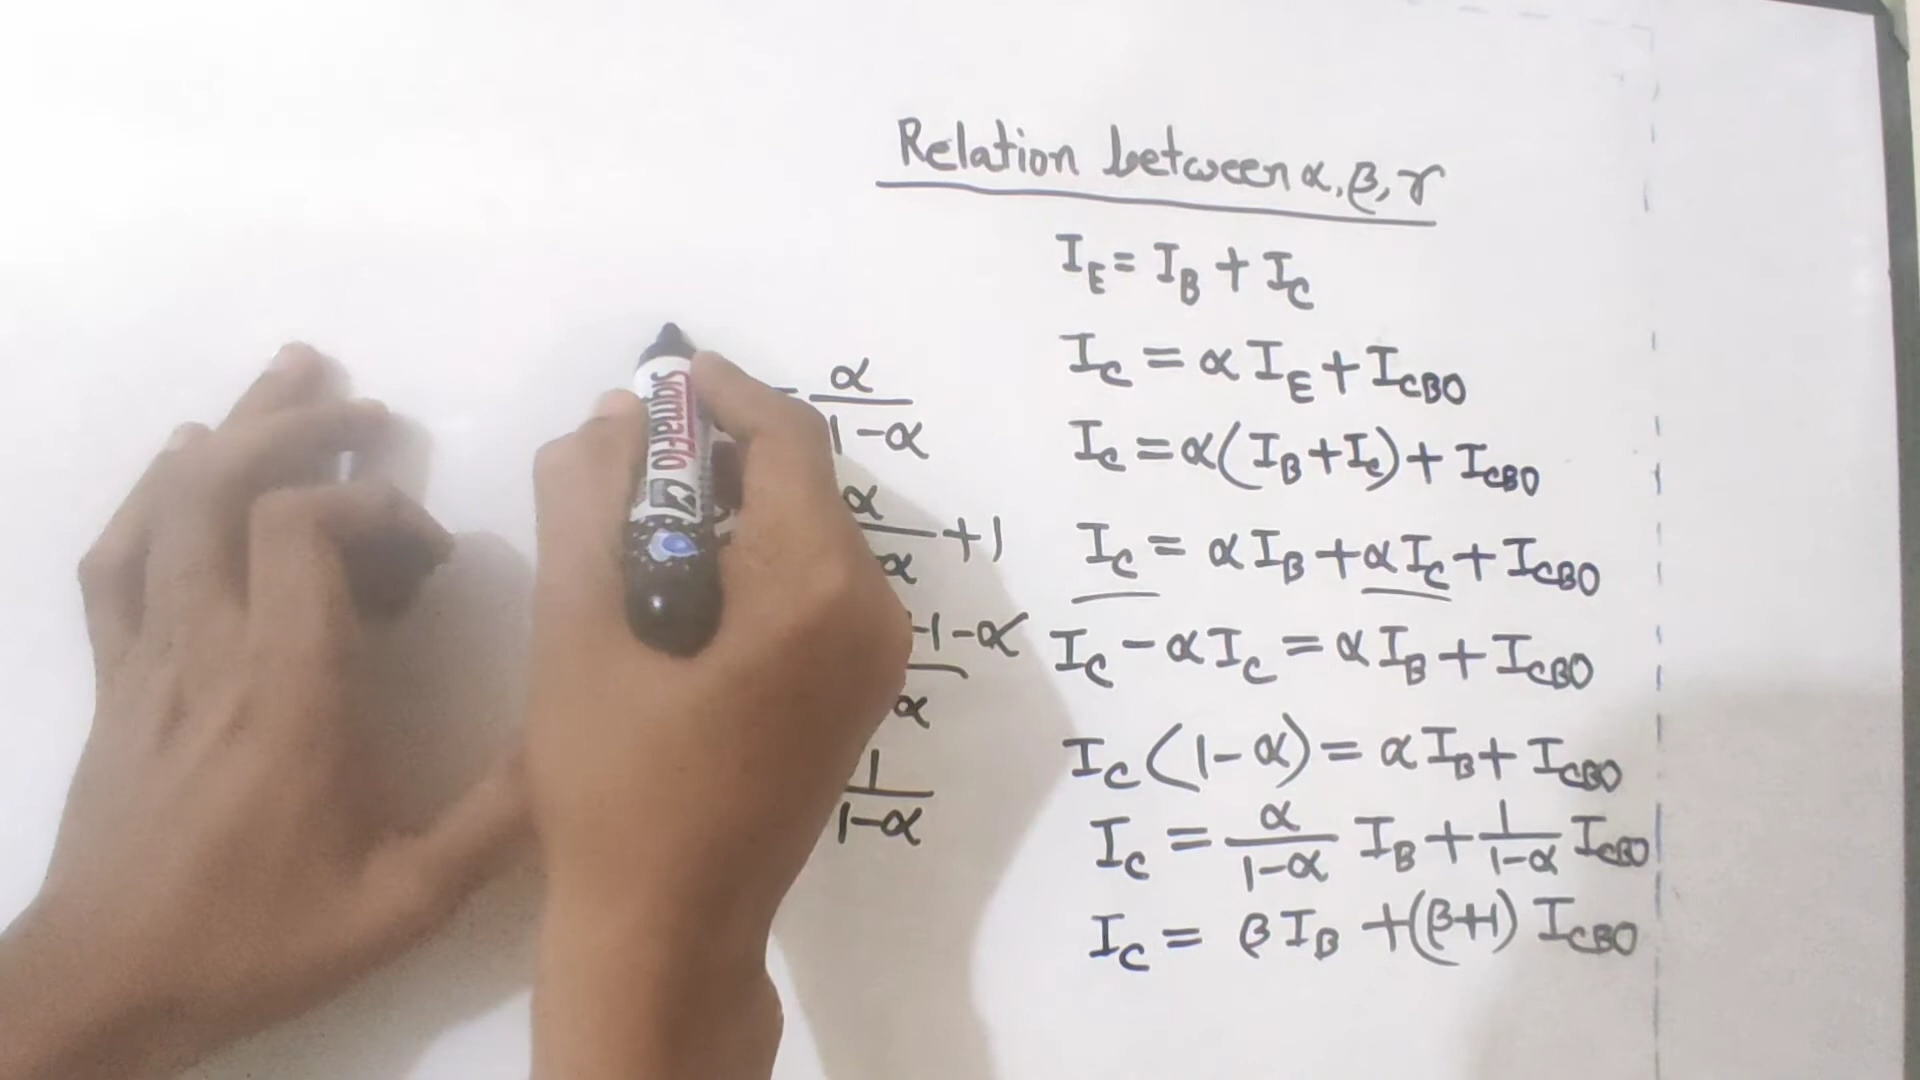 Relation between α, β, γ
I_E = I_B + I_C
I_C = α I_E + I_CBO
I_C = α(I_B + I_C) + I_CBO
I_C = α I_B + α I_C + I_CBO
I_C - α I_C = α I_B + I_CBO
I_C (1-α) = α I_B + I_CBO
I_C = α/(1-α) I_B + 1/(1-α) I_CBO
I_C = β I_B + (β+1) I_CBO
= α/(1-α)
α
α +1
1-α
α
1/(1-α)
SigmaFlo